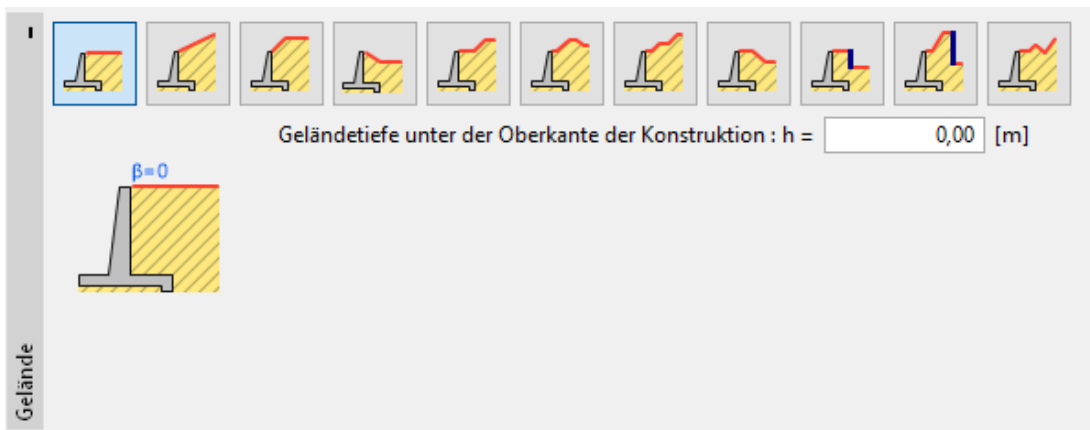 Geländetiefe unter der Oberkante der Konstruktion : h = 0,00 [m]
β=0
Gelände